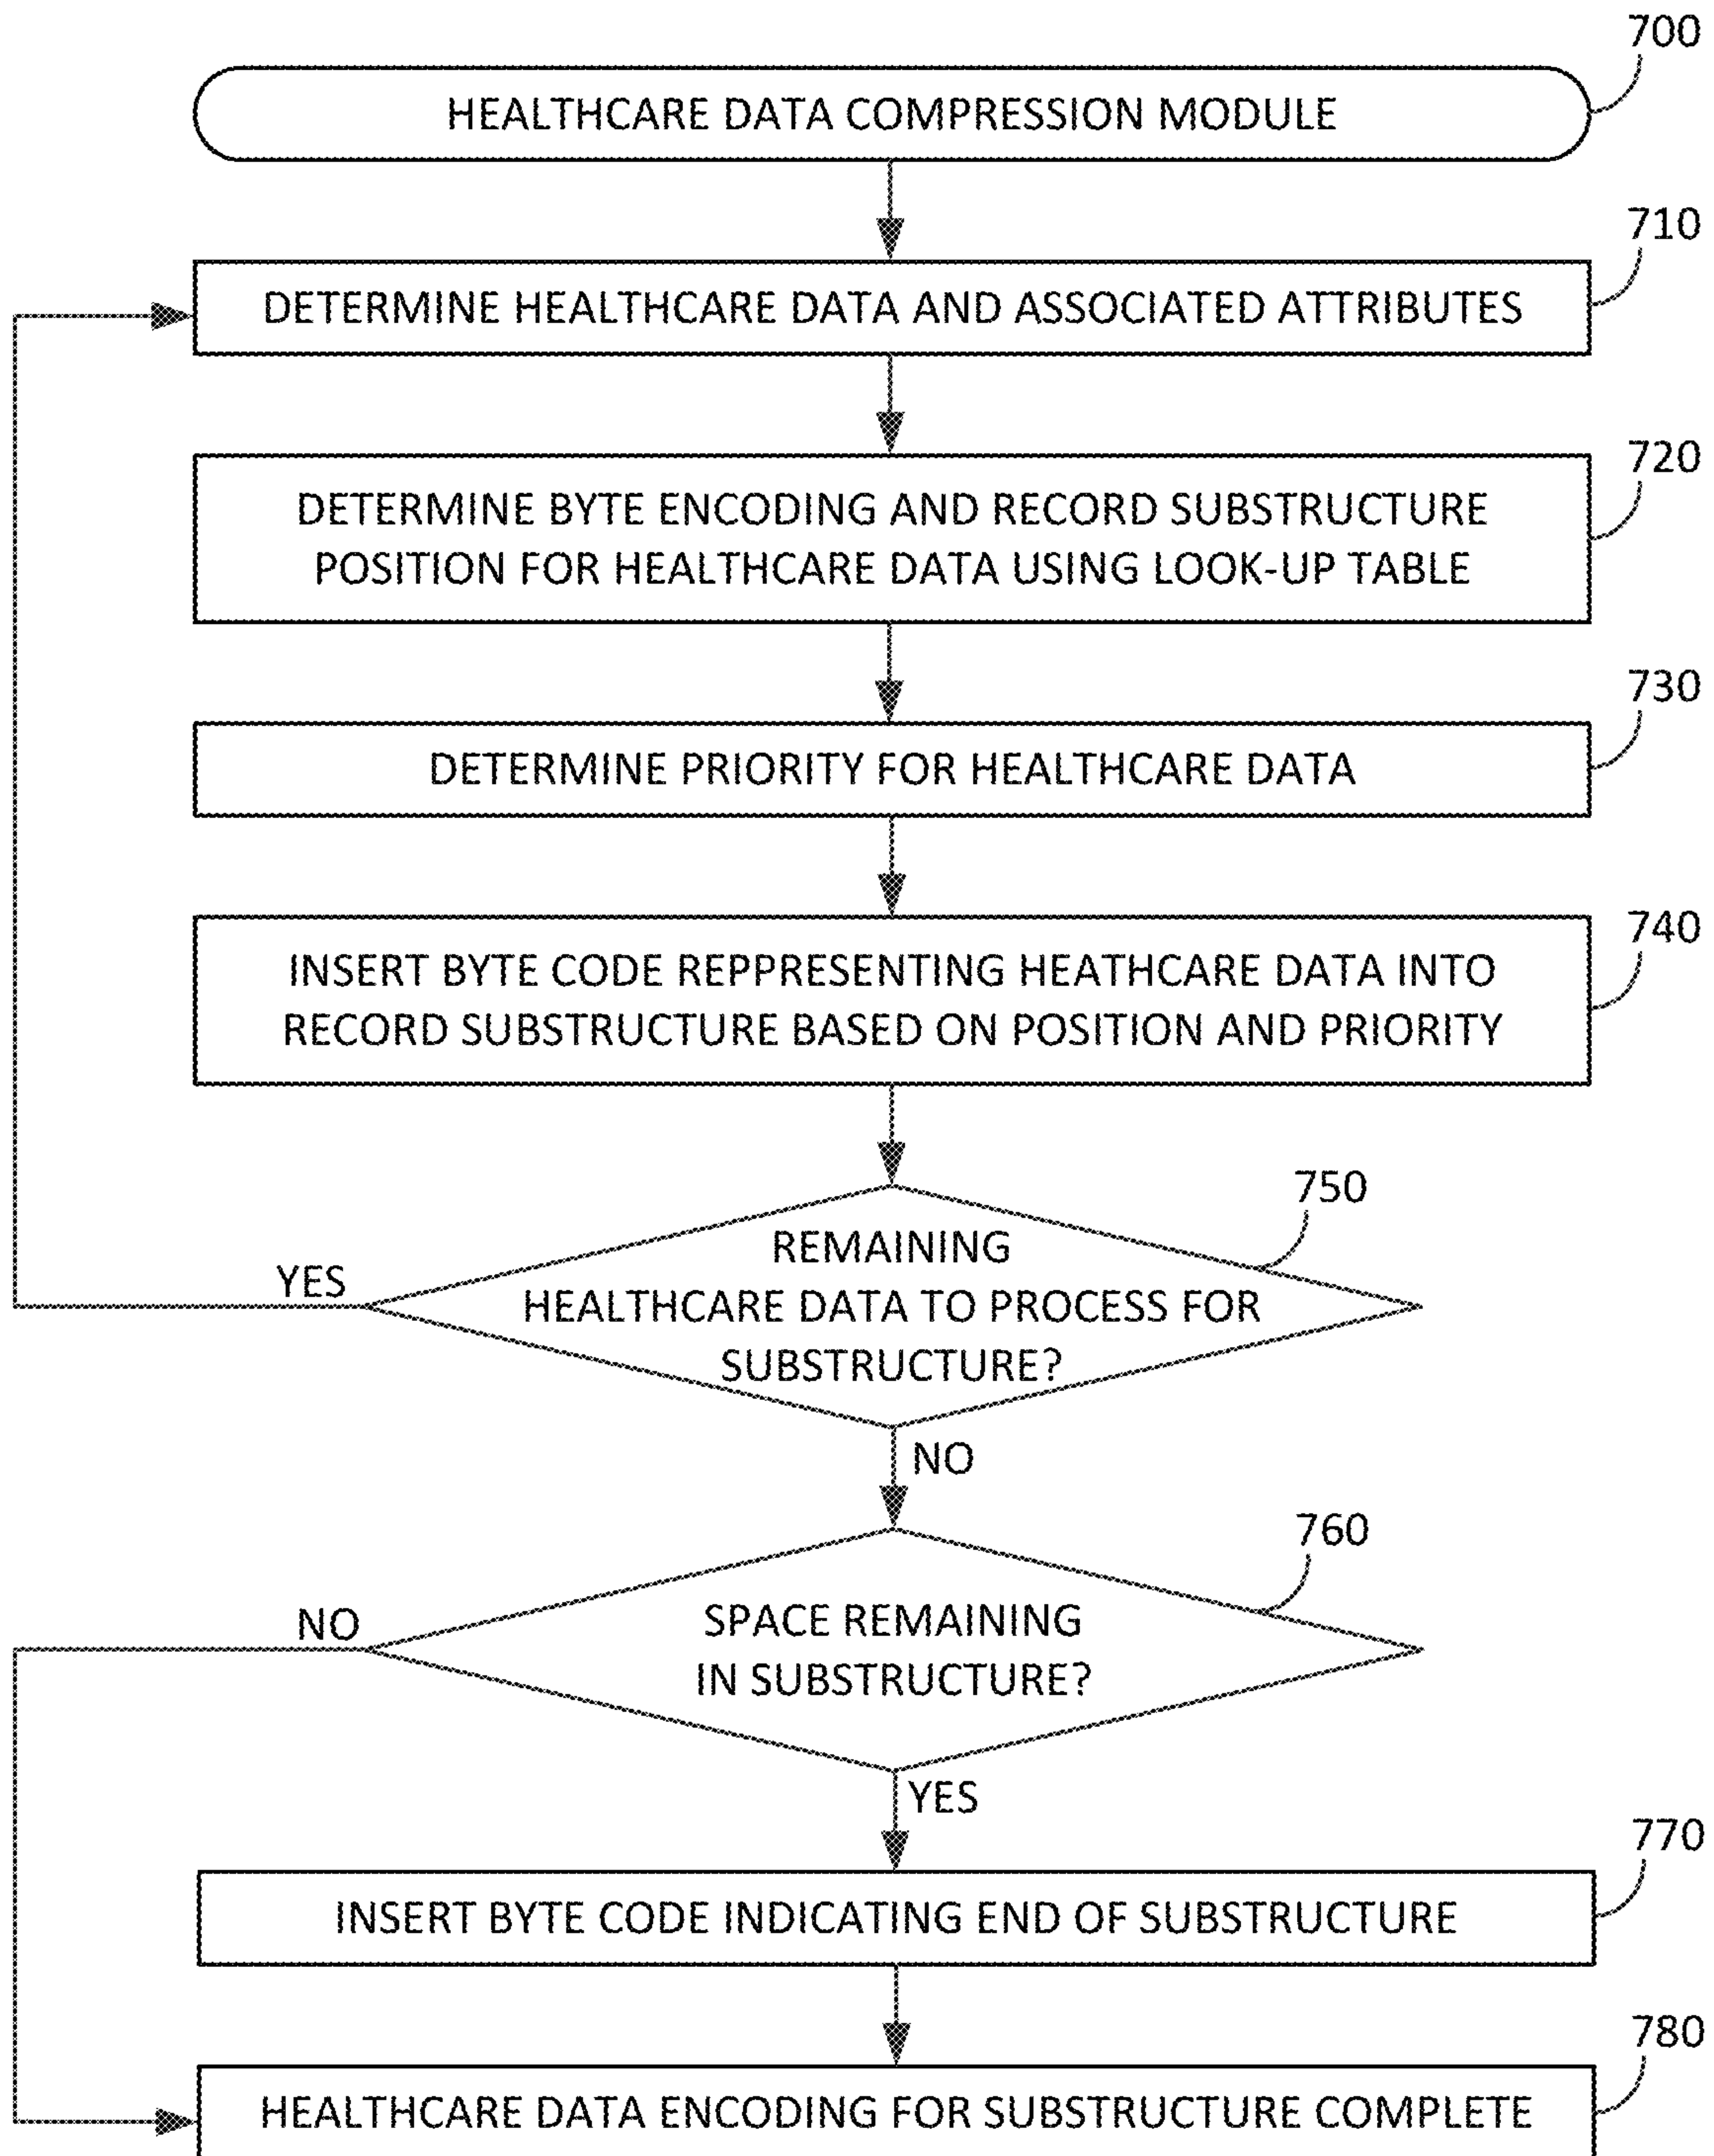 700
HEALTHCARE DATA COMPRESSION MODULE
710
DETERMINE HEALTHCARE DATA AND ASSOCIATED ATTRIBUTES
720
DETERMINE BYTE ENCODING AND RECORD SUBSTRUCTURE
POSITION FOR HEALTHCARE DATA USING LOOK-UP TABLE
730
DETERMINE PRIORITY FOR HEALTHCARE DATA
740
INSERT BYTE CODE REPPRESENTING HEATHCARE DATA INTO
RECORD SUBSTRUCTURE BASED ON POSITION AND PRIORITY
750
REMAINING
HEALTHCARE DATA TO PROCESS FOR
SUBSTRUCTURE?
YES
NO
760
SPACE REMAINING
IN SUBSTRUCTURE?
NO
YES
770
INSERT BYTE CODE INDICATING END OF SUBSTRUCTURE
780
HEALTHCARE DATA ENCODING FOR SUBSTRUCTURE COMPLETE